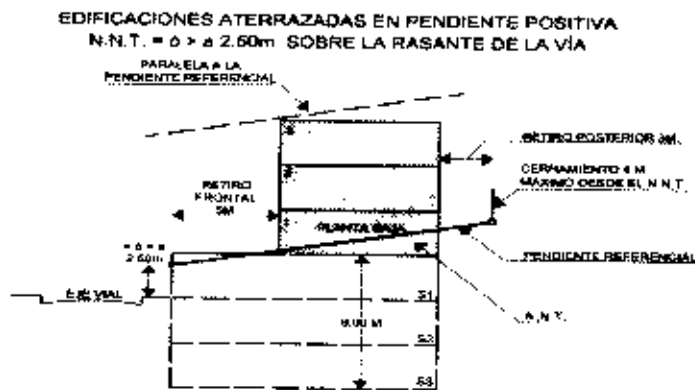 EDIFICACIONES ATERRAZADAS EN PENDIENTE POSITIVA
N.N.T. = ó > a 2.50m SOBRE LA RASANTE DE LA VÍA
PARALELA A LA
PENDIENTE REFERENCIAL
RETIRO POSTERIOR 3M.
RETIRO
FRONTAL
5M
CERRAMIENTO 4 M
MÁXIMO DESDE EL N.N.T.
PLANTA BAJA
= ó > a
2.50m
PENDIENTE REFERENCIAL
EJE VIAL
S1
9.00 M
N.N.T.
S2
S3